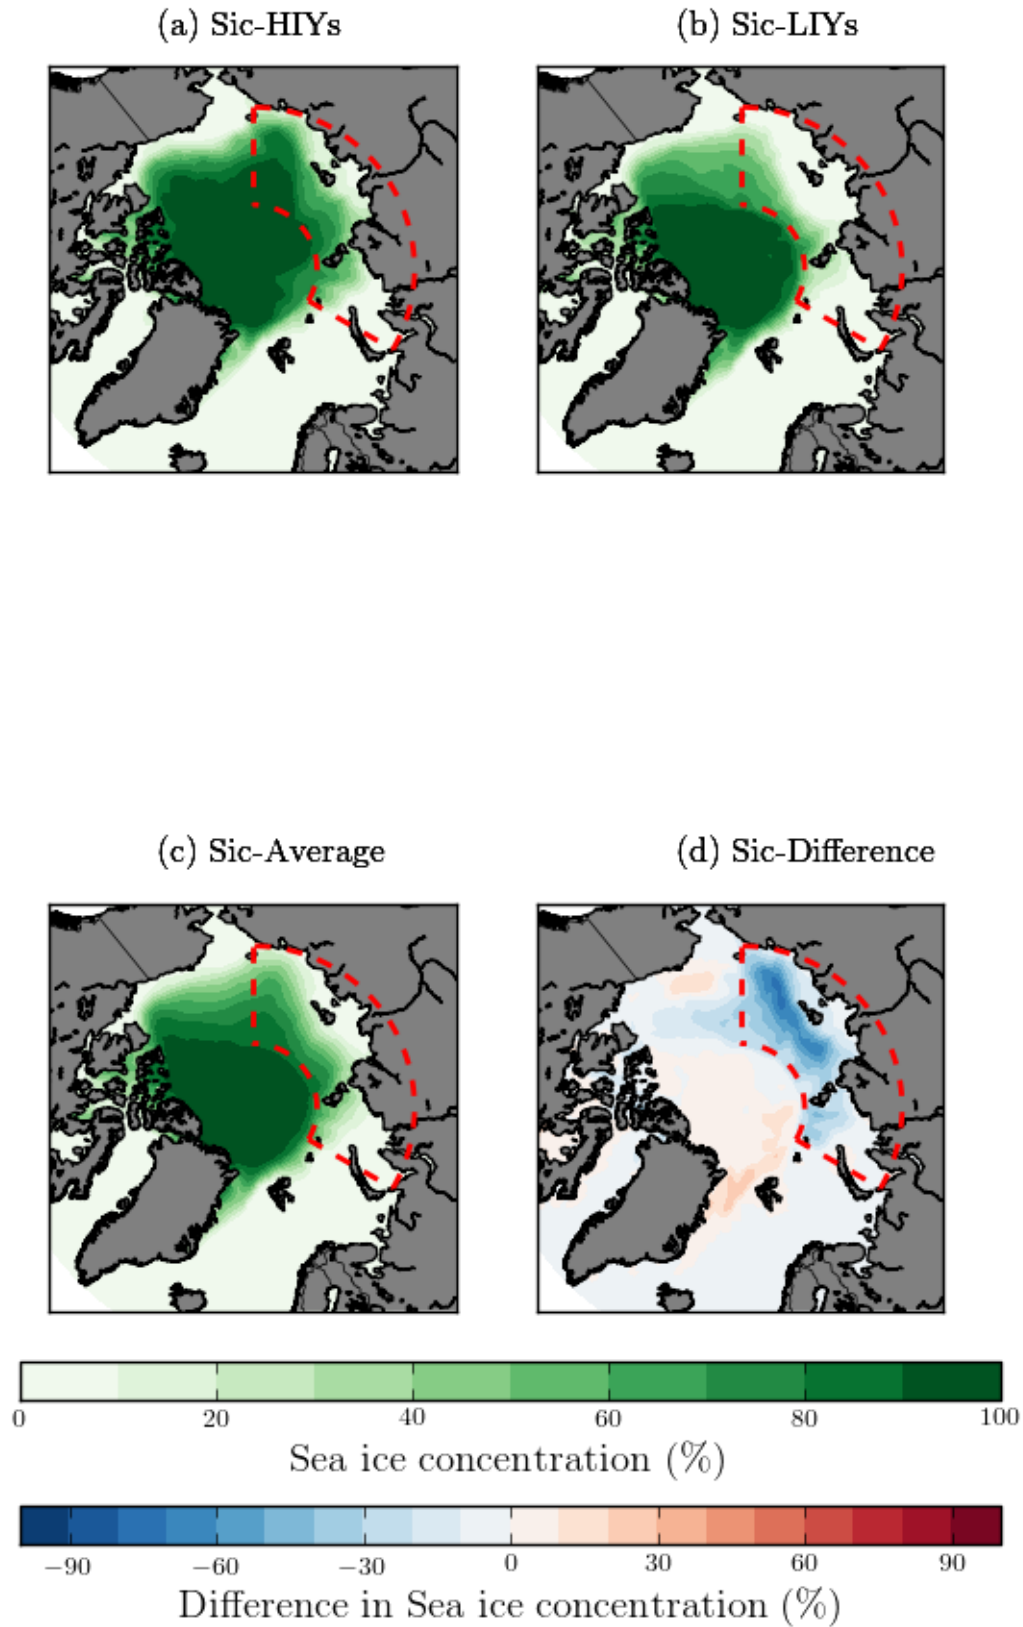 (a) Sic-HIYs
(b) Sic-LIYs
(c) Sic-Average
(d) Sic-Difference
0 20 40 60 80 100
Sea ice concentration (%)
−90 −60 −30 0 30 60 90
Difference in Sea ice concentration (%)